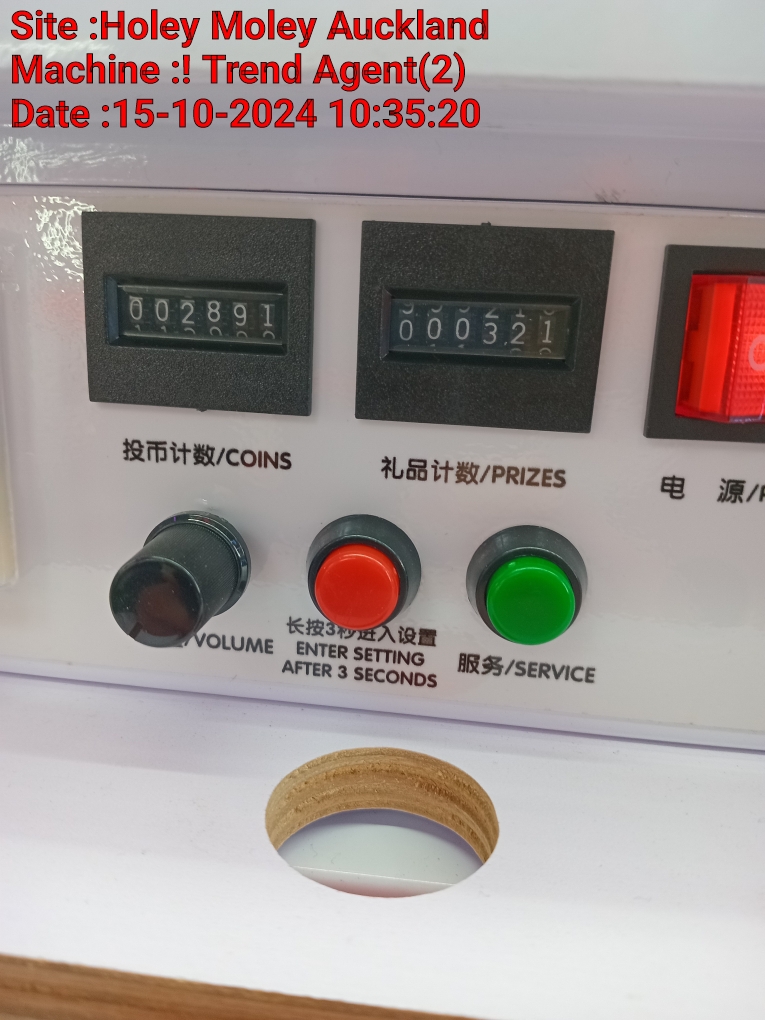 Site :Holey Moley Auckland
Machine :! Trend Agent(2)
Date :15-10-2024 10:35:20
002891
000321
投币计数/COINS
礼品计数/PRIZES
电 源/
/VOLUME
长按3秒进入设置
ENTER SETTING
AFTER 3 SECONDS
服务/SERVICE